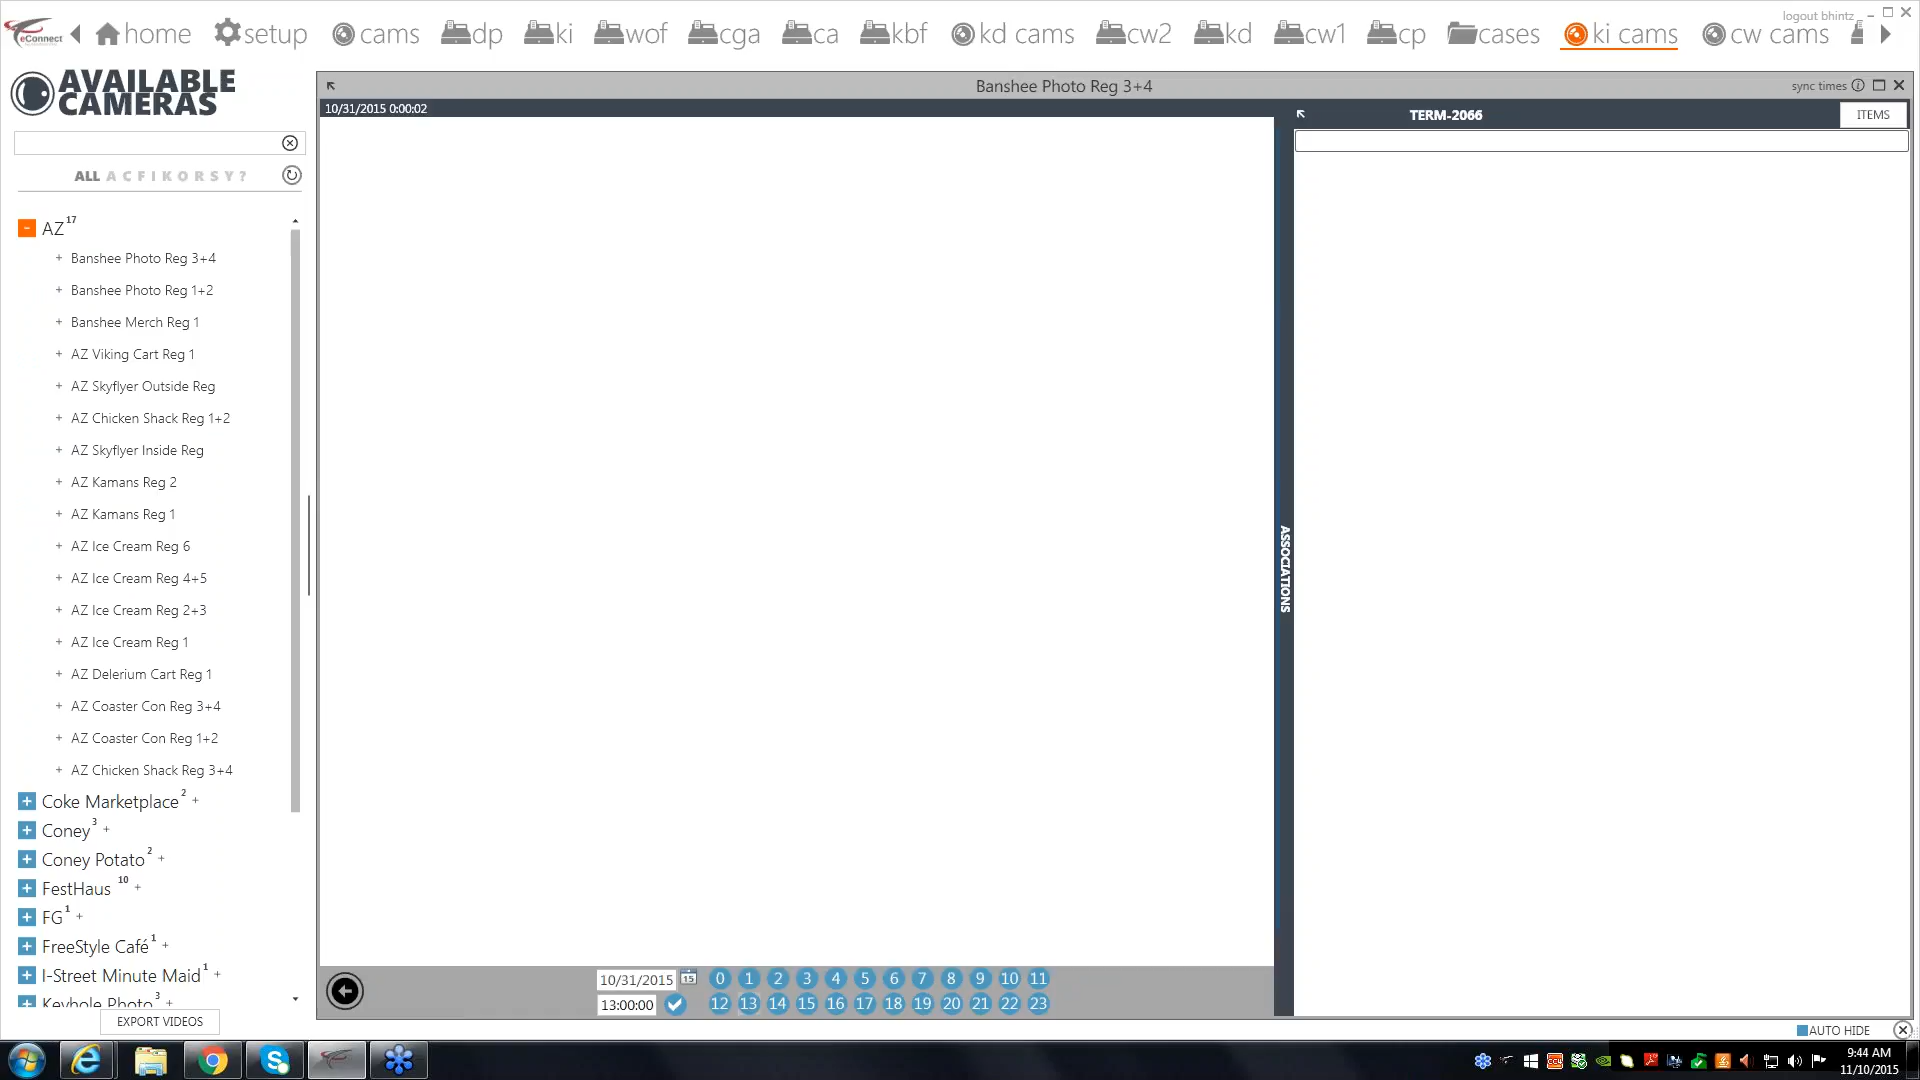 eConnect
home
setup
cams
dp
ki
wof
cga
ca
kbf
kd cams
cw2
kd
cw1
cp
cases
ki cams
cw cams
logout bhintz
AVAILABLE
CAMERAS
ALL A C F I K O R S Y ?
AZ 17
+ Banshee Photo Reg 3+4
+ Banshee Photo Reg 1+2
+ Banshee Merch Reg 1
+ AZ Viking Cart Reg 1
+ AZ Skyflyer Outside Reg
+ AZ Chicken Shack Reg 1+2
+ AZ Skyflyer Inside Reg
+ AZ Kamans Reg 2
+ AZ Kamans Reg 1
+ AZ Ice Cream Reg 6
+ AZ Ice Cream Reg 4+5
+ AZ Ice Cream Reg 2+3
+ AZ Ice Cream Reg 1
+ AZ Delerium Cart Reg 1
+ AZ Coaster Con Reg 3+4
+ AZ Coaster Con Reg 1+2
+ AZ Chicken Shack Reg 3+4
+ Coke Marketplace 2 +
+ Coney 3 +
+ Coney Potato 2 +
+ FestHaus 10 +
+ FG 1 +
+ FreeStyle Café 1 +
+ I-Street Minute Maid 1 +
+ Keyhole Photo 3 +
EXPORT VIDEOS
Banshee Photo Reg 3+4
sync times
10/31/2015 0:00:02
TERM-2066
ITEMS
ASSOCIATIONS
10/31/2015 15 0 1 2 3 4 5 6 7 8 9 10 11
13:00:00 12 13 14 15 16 17 18 19 20 21 22 23
AUTO HIDE
9:44 AM
11/10/2015